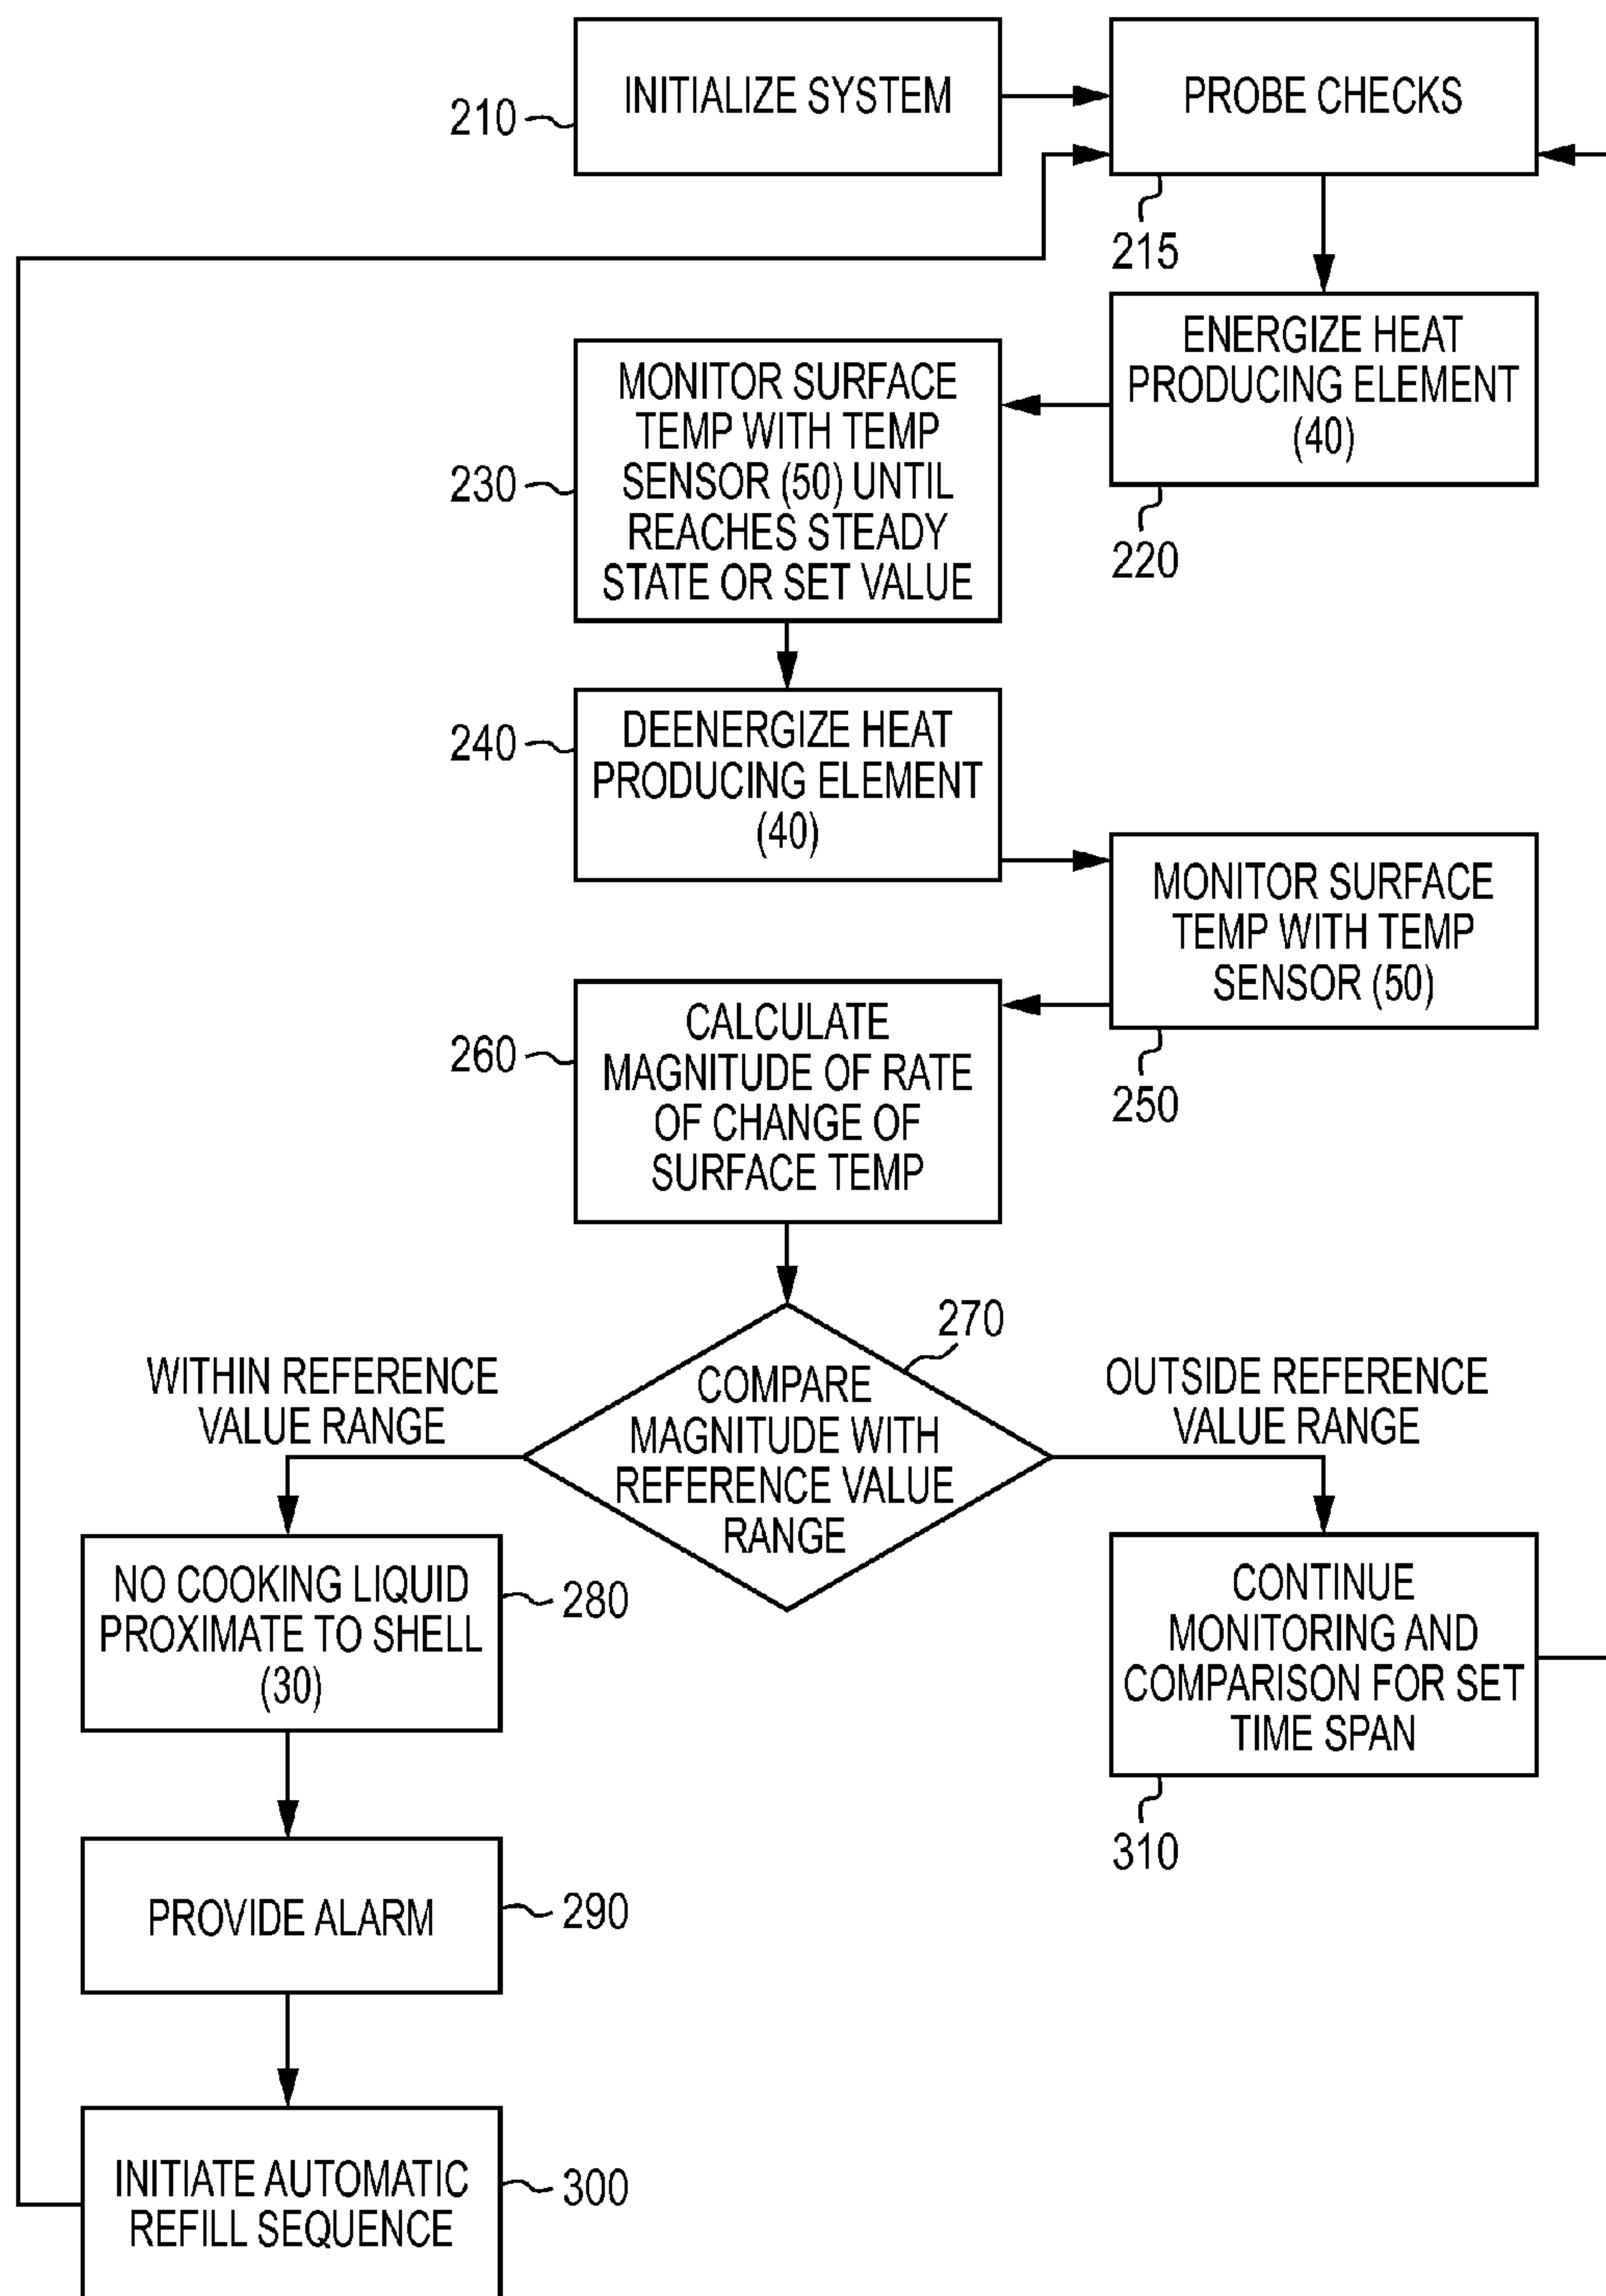 INITIALIZE SYSTEM
210
PROBE CHECKS
215
ENERGIZE HEAT
PRODUCING ELEMENT
(40)
220
MONITOR SURFACE
TEMP WITH TEMP
SENSOR (50) UNTIL
REACHES STEADY
STATE OR SET VALUE
230
DEENERGIZE HEAT
PRODUCING ELEMENT
(40)
240
MONITOR SURFACE
TEMP WITH TEMP
SENSOR (50)
250
CALCULATE
MAGNITUDE OF RATE
OF CHANGE OF
SURFACE TEMP
260
COMPARE
MAGNITUDE WITH
REFERENCE VALUE
RANGE
270
WITHIN REFERENCE
VALUE RANGE
OUTSIDE REFERENCE
VALUE RANGE
NO COOKING LIQUID
PROXIMATE TO SHELL
(30)
280
CONTINUE
MONITORING AND
COMPARISON FOR SET
TIME SPAN
310
PROVIDE ALARM
290
INITIATE AUTOMATIC
REFILL SEQUENCE
300